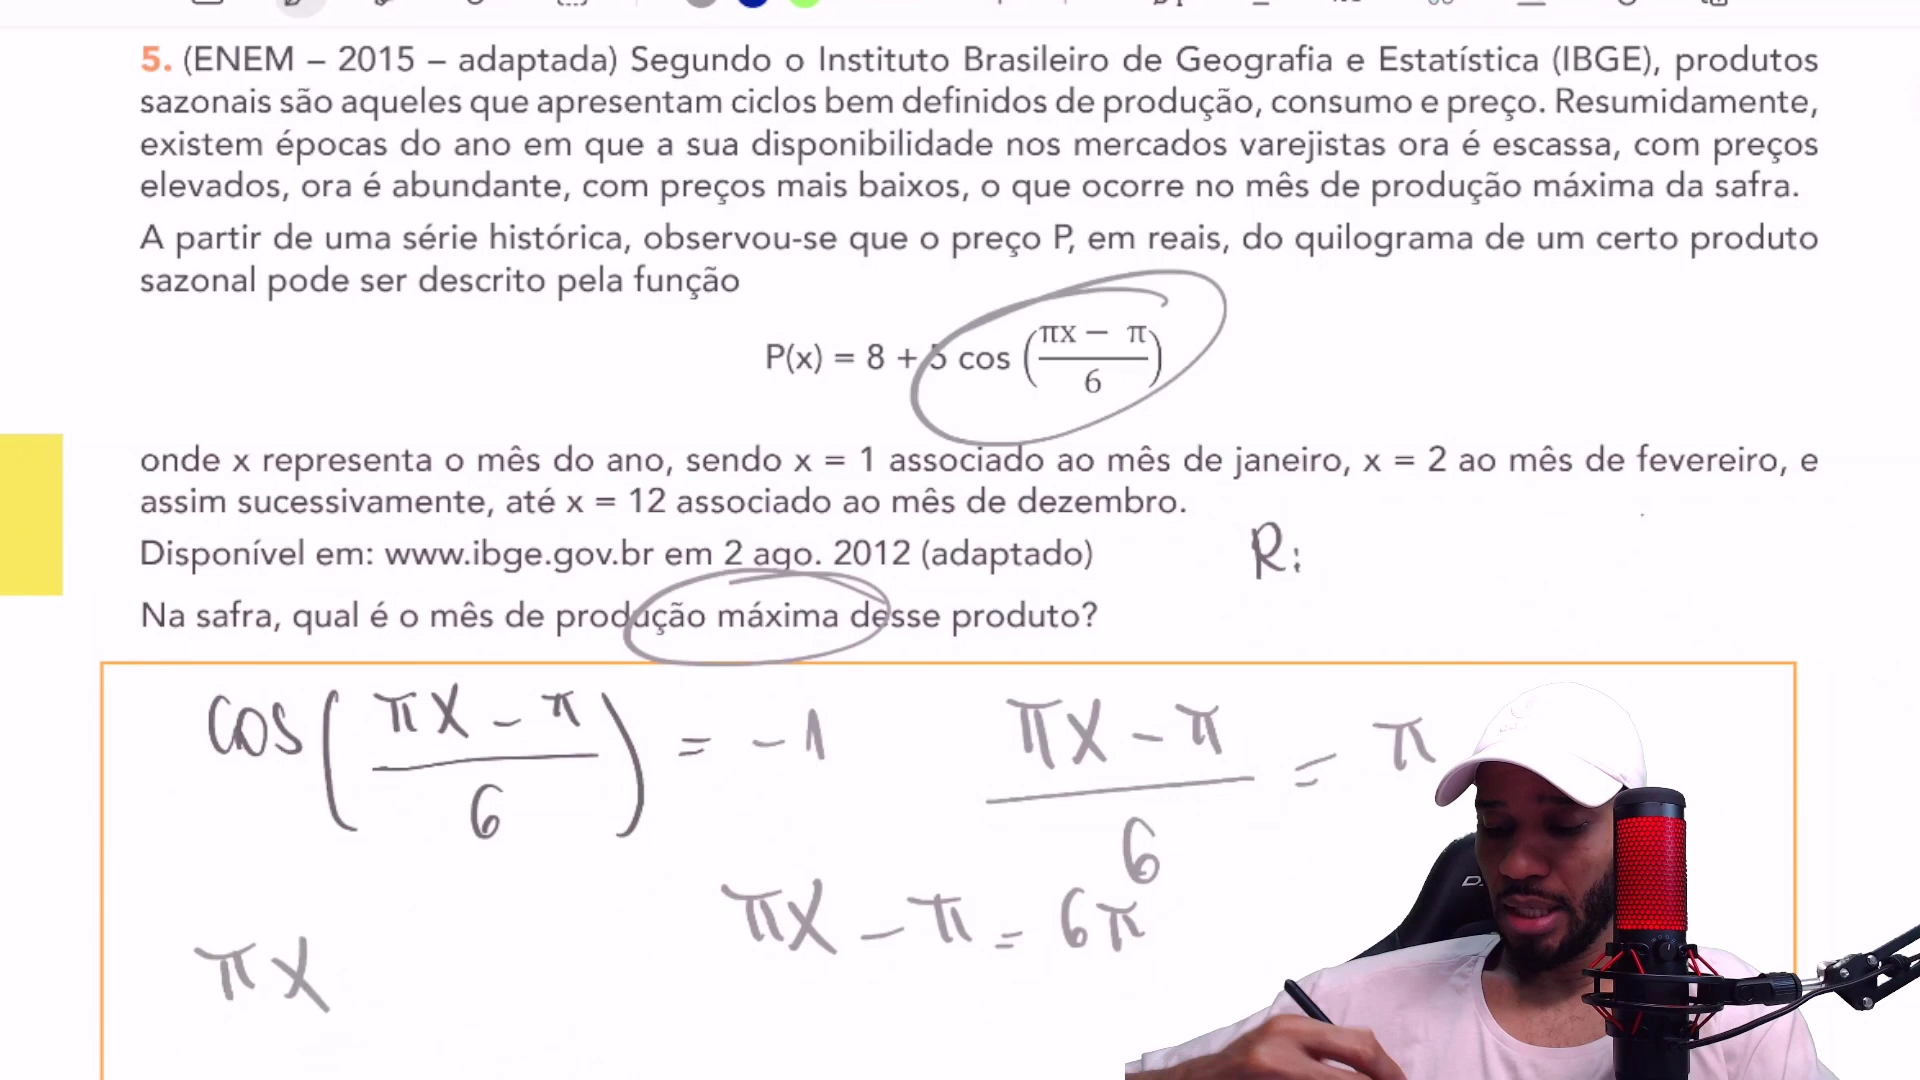 5. (ENEM – 2015 – adaptada) Segundo o Instituto Brasileiro de Geografia e Estatística (IBGE), produtos
sazonais são aqueles que apresentam ciclos bem definidos de produção, consumo e preço. Resumidamente,
existem épocas do ano em que a sua disponibilidade nos mercados varejistas ora é escassa, com preços
elevados, ora é abundante, com preços mais baixos, o que ocorre no mês de produção máxima da safra.
A partir de uma série histórica, observou-se que o preço P, em reais, do quilograma de um certo produto
sazonal pode ser descrito pela função
P(x) = 8 + 5 cos (πx − π / 6)
onde x representa o mês do ano, sendo x = 1 associado ao mês de janeiro, x = 2 ao mês de fevereiro, e
assim sucessivamente, até x = 12 associado ao mês de dezembro.
Disponível em: www.ibge.gov.br em 2 ago. 2012 (adaptado)
R:
Na safra, qual é o mês de produção máxima desse produto?
cos (πx − π / 6) = −1
πx − π / 6 = π
πx − π = 6π
πx